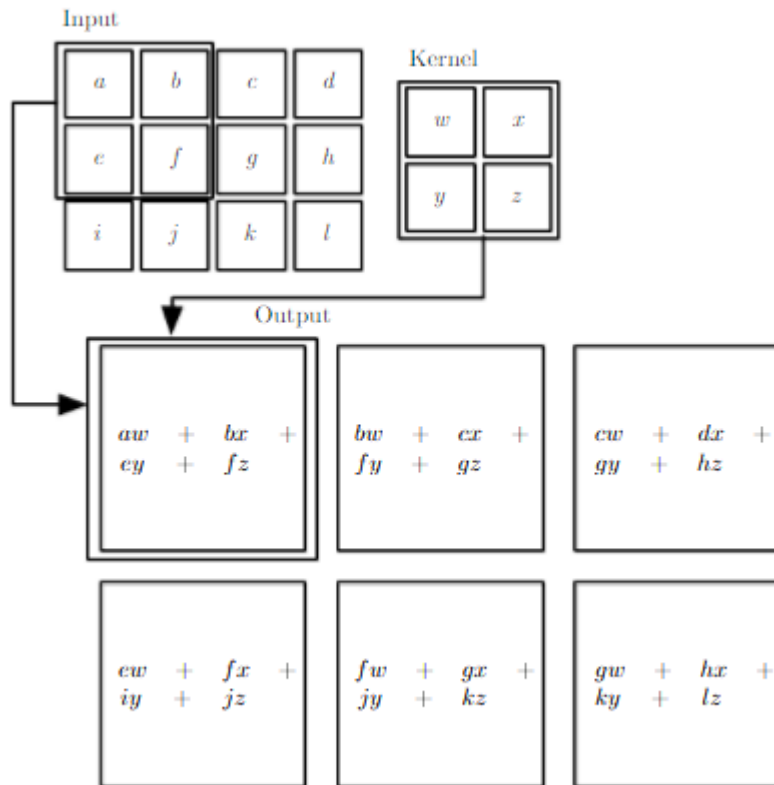 Input
a b c d
e f g h
i j k l
Kernel
w x
y z
Output
aw + bx +
ey + fz
bw + cx +
fy + gz
cw + dx +
gy + hz
ew + fx +
iy + jz
fw + gx +
jy + kz
gw + hx +
ky + lz